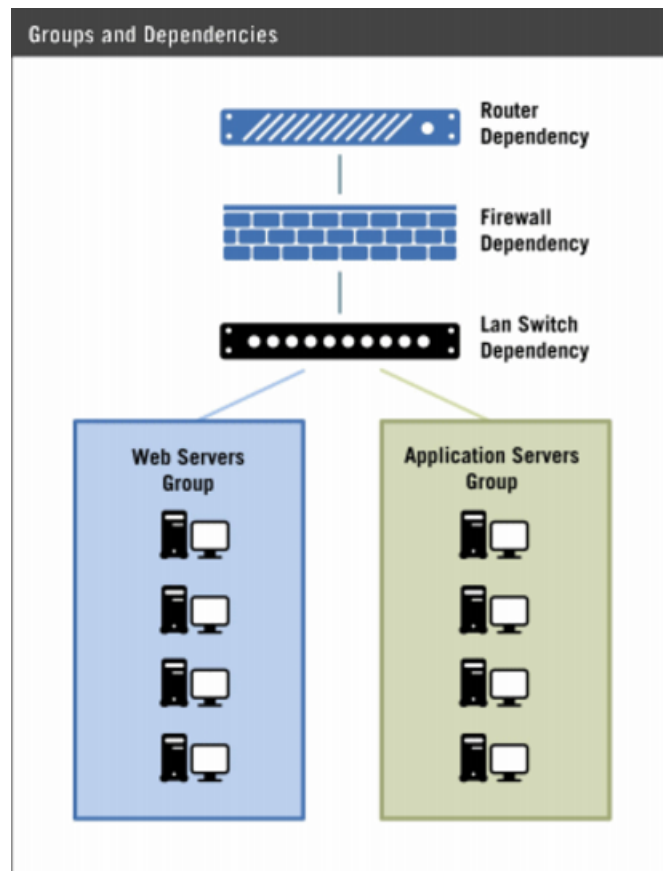 Groups and Dependencies
Router
Dependency
Firewall
Dependency
Lan Switch
Dependency
Web Servers
Group
Application Servers
Group